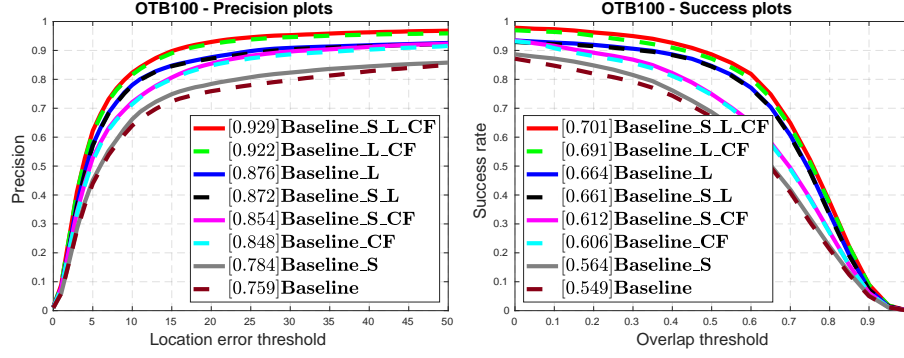 OTB100 - Precision plots
1
0.9
0.8
0.7
0.6
0.5
0.4
0.3
0.2
0.1
0
Precision
[0.929]Baseline_S_L_CF
[0.922]Baseline_L_CF
[0.876]Baseline_L
[0.872]Baseline_S_L
[0.854]Baseline_S_CF
[0.848]Baseline_CF
[0.784]Baseline_S
[0.759]Baseline
0 5 10 15 20 25 30 35 40 45 50
Location error threshold
OTB100 - Success plots
1
0.9
0.8
0.7
0.6
0.5
0.4
0.3
0.2
0.1
0
Success rate
[0.701]Baseline_S_L_CF
[0.691]Baseline_L_CF
[0.664]Baseline_L
[0.661]Baseline_S_L
[0.612]Baseline_S_CF
[0.606]Baseline_CF
[0.564]Baseline_S
[0.549]Baseline
0 0.1 0.2 0.3 0.4 0.5 0.6 0.7 0.8 0.9
Overlap threshold